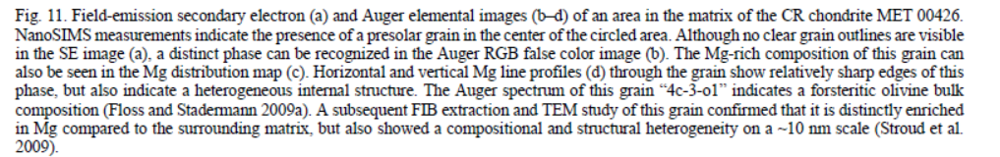 Fig. 11. Field-emission secondary electron (a) and Auger elemental images (b–d) of an area in the matrix of the CR chondrite MET 00426.
NanoSIMS measurements indicate the presence of a presolar grain in the center of the circled area. Although no clear grain outlines are visible
in the SE image (a), a distinct phase can be recognized in the Auger RGB false color image (b). The Mg-rich composition of this grain can
also be seen in the Mg distribution map (c). Horizontal and vertical Mg line profiles (d) through the grain show relatively sharp edges of this
phase, but also indicate a heterogeneous internal structure. The Auger spectrum of this grain “4c-3-o1” indicates a forsteritic olivine bulk
composition (Floss and Stadermann 2009a). A subsequent FIB extraction and TEM study of this grain confirmed that it is distinctly enriched
in Mg compared to the surrounding matrix, but also showed a compositional and structural heterogeneity on a ~10 nm scale (Stroud et al.
2009).